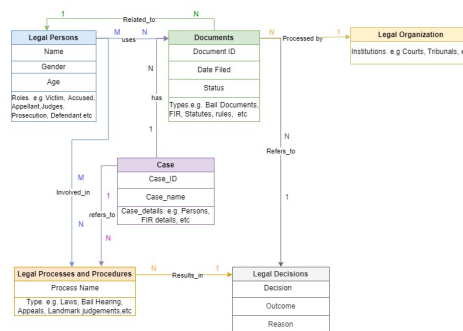 1
Related_to
N
Legal Persons
M
uses
N
Documents
N
Processed by
1
Legal Organization
Name
Document ID
Institutions. e.g Courts, Tribunals, e
Gender
Date Filed
Age
N
Status
Roles. e.g Victim, Accused,
Appellant.Judges,
Prosecution, Defendant etc
has
Types.e.g. Bail Documents,
FIR, Statutes, rules, etc
1
N
Refers_to
Case
Case_ID
M
Involved_in
1
Case_name
1
refers_to
Case_details. e.g. Persons,
FIR details, etc
N
N
Legal Processes and Procedures
N
Results_in
1
Legal Decisions
Process Name
Decision
Type. e.g. Laws, Bail Hearing,
Appeals, Landmark judgements,etc
Outcome
Reason